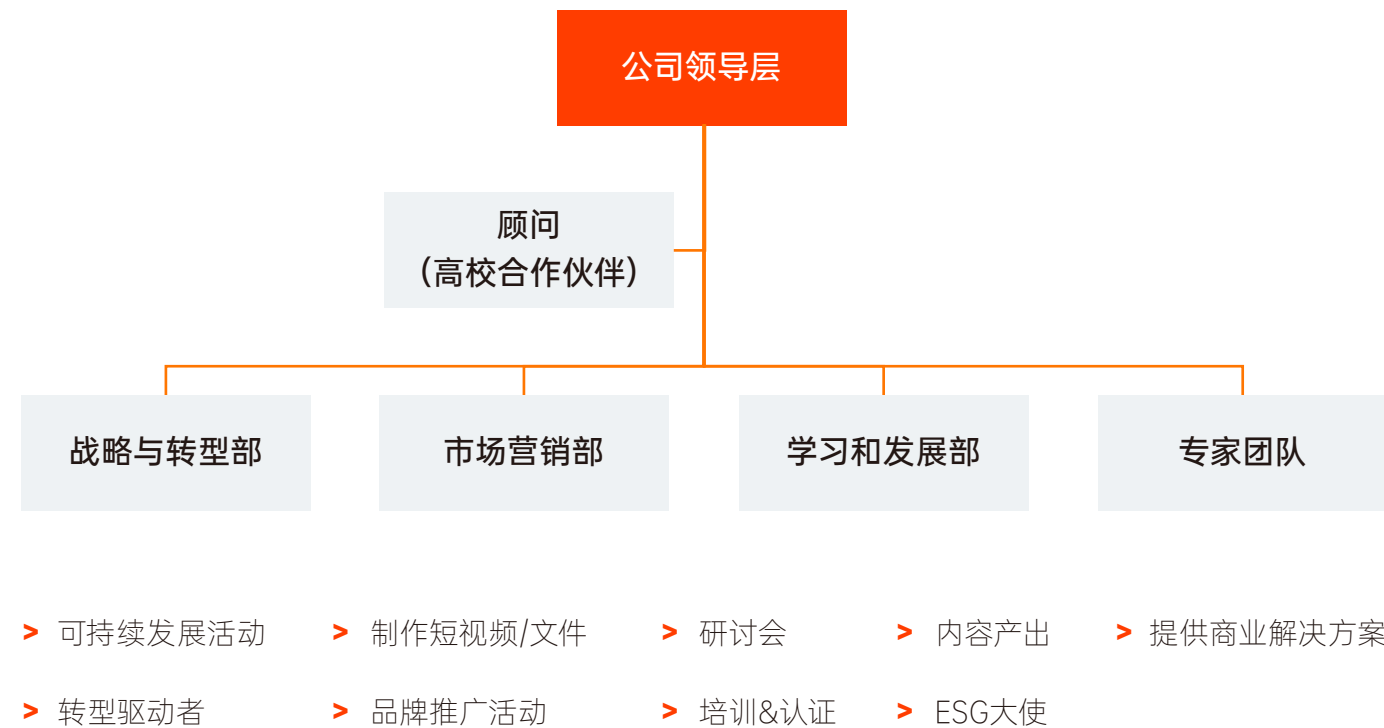 公司领导层
顾问
（高校合作伙伴）
战略与转型部
市场营销部
学习和发展部
专家团队
> 可持续发展活动
> 制作短视频/文件
> 研讨会
> 内容产出
> 提供商业解决方案
> 转型驱动者
> 品牌推广活动
> 培训&认证
> ESG大使